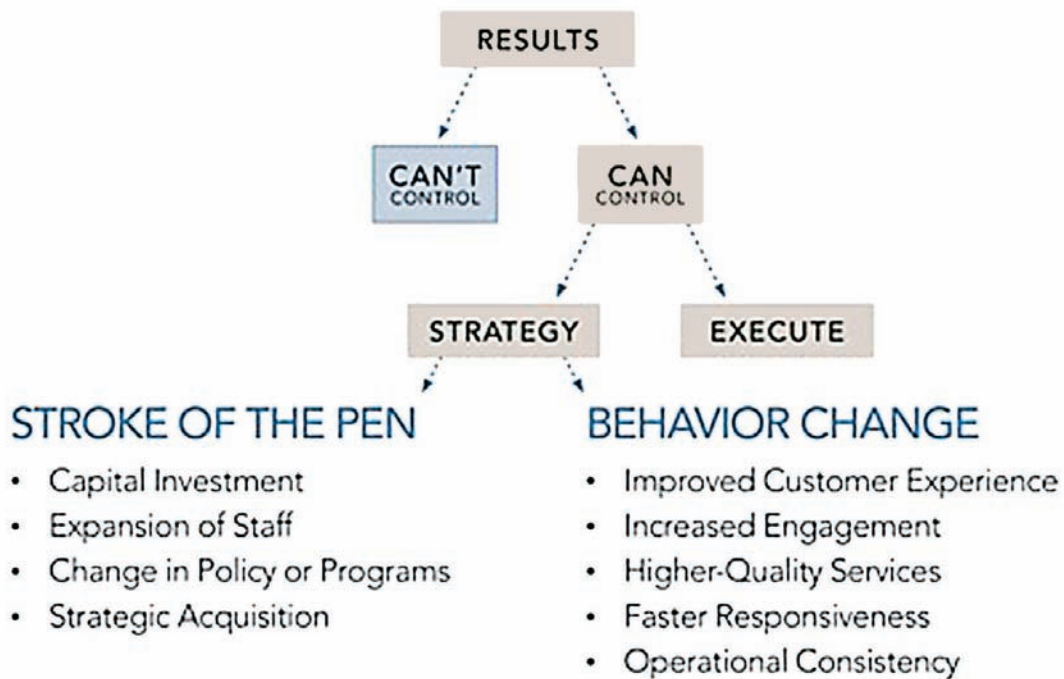 RESULTS
CAN'T
CONTROL
CAN
CONTROL
STRATEGY
EXECUTE
STROKE OF THE PEN
• Capital Investment
• Expansion of Staff
• Change in Policy or Programs
• Strategic Acquisition
BEHAVIOR CHANGE
• Improved Customer Experience
• Increased Engagement
• Higher-Quality Services
• Faster Responsiveness
• Operational Consistency